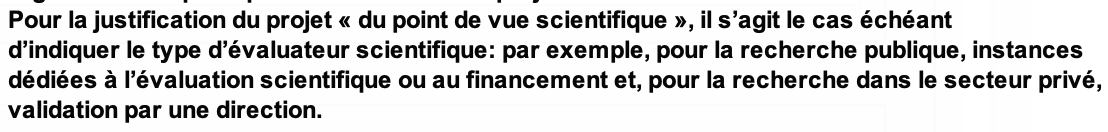 Pour la justification du projet « du point de vue scientifique », il s’agit le cas échéant
d’indiquer le type d’évaluateur scientifique: par exemple, pour la recherche publique, instances
dédiées à l’évaluation scientifique ou au financement et, pour la recherche dans le secteur privé,
validation par une direction.